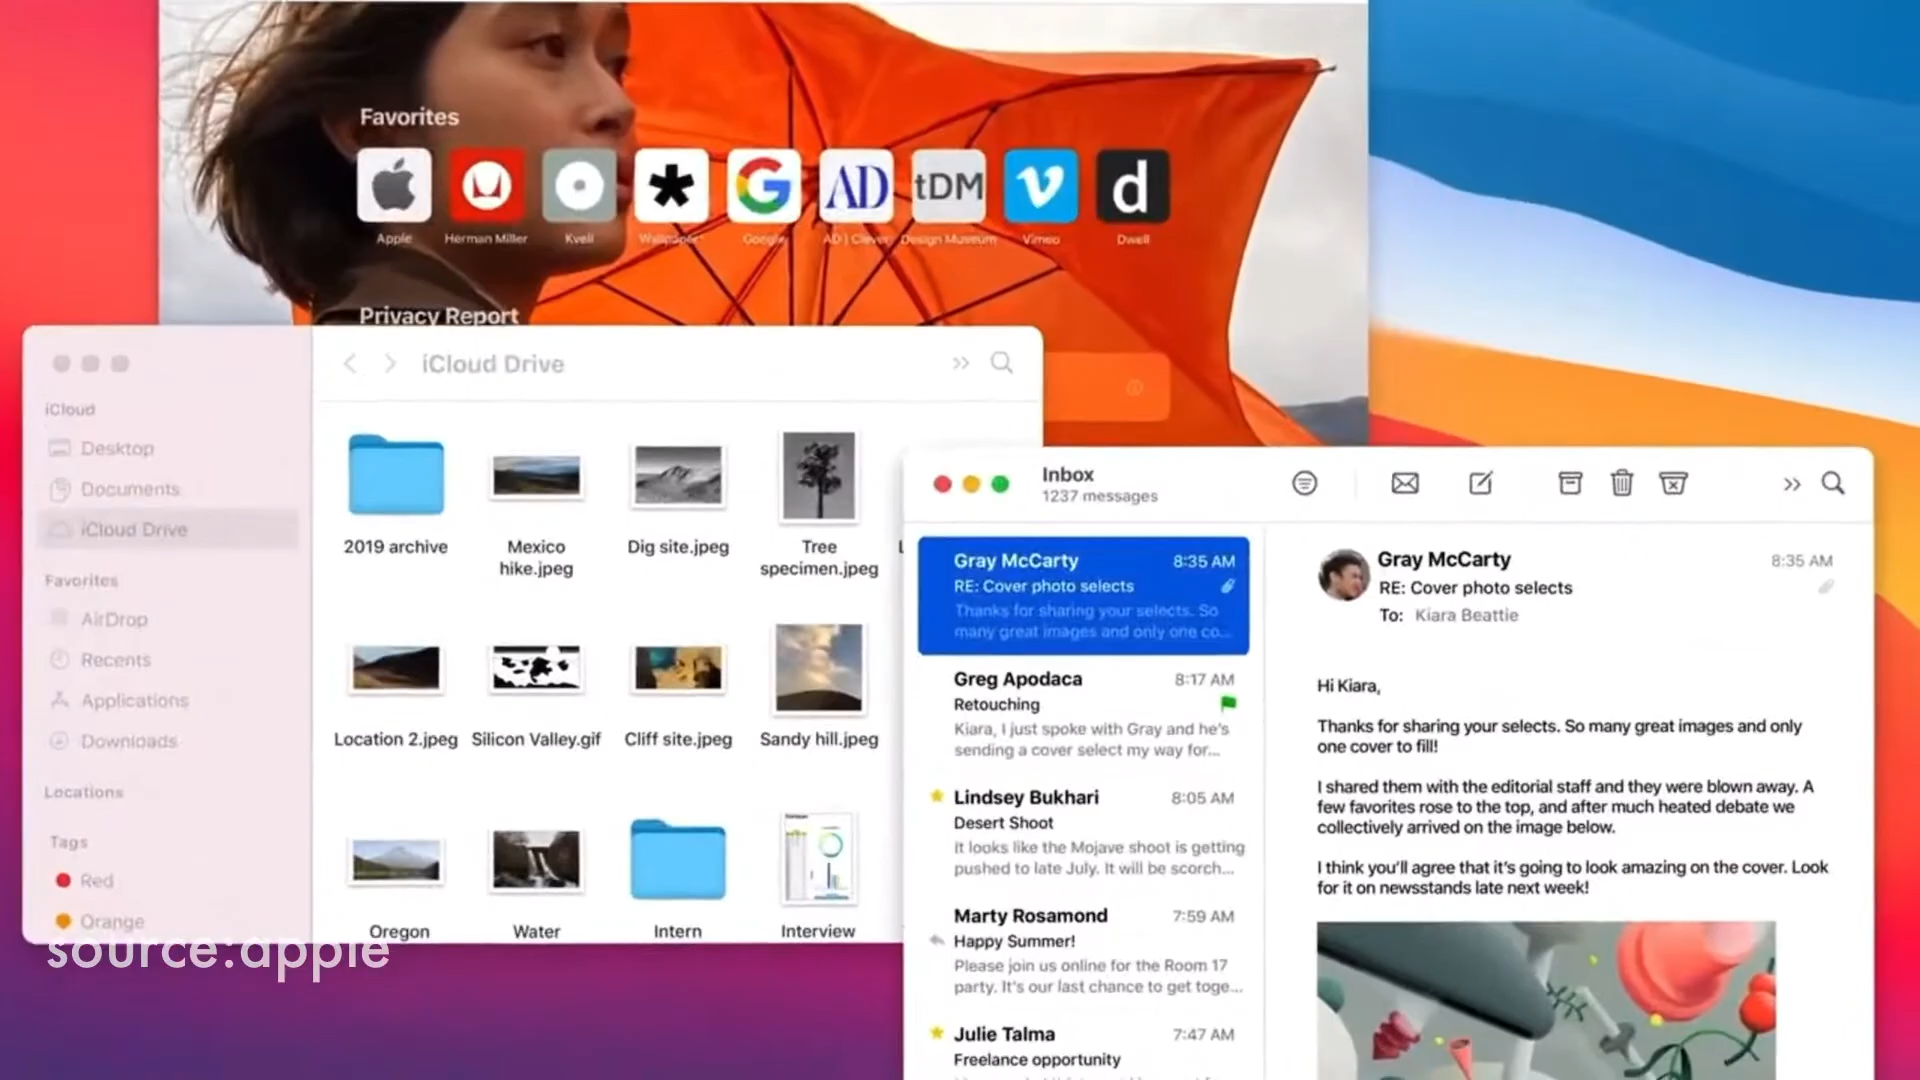 Favorites
AD
tDM
d
Apple
Herman Miller
Kvell
Wallpaper*
Google
AD | Clever
Design Museum
Vimeo
Dwell
Privacy Report
iCloud Drive
iCloud
Desktop
Documents
iCloud Drive
Favorites
AirDrop
Recents
Applications
Downloads
Locations
Tags
Red
Orange
2019 archive
Mexico
hike.jpeg
Dig site.jpeg
Tree
specimen.jpeg
Location 2.jpeg
Silicon Valley.gif
Cliff site.jpeg
Sandy hill.jpeg
Oregon
Water
Intern
Interview
source:apple
Inbox
1237 messages
Gray McCarty 8:35 AM
RE: Cover photo selects
Thanks for sharing your selects. So
many great images and only one co...
Greg Apodaca 8:17 AM
Retouching
Kiara, I just spoke with Gray and he's
sending a cover select my way for...
Lindsey Bukhari 8:05 AM
Desert Shoot
It looks like the Mojave shoot is getting
pushed to late July. It will be scorch...
Marty Rosamond 7:59 AM
Happy Summer!
Please join us online for the Room 17
party. It's our last chance to get toge...
Julie Talma 7:47 AM
Freelance opportunity
Gray McCarty 8:35 AM
RE: Cover photo selects
To: Kiara Beattie
Hi Kiara,
Thanks for sharing your selects. So many great images and only
one cover to fill!
I shared them with the editorial staff and they were blown away. A
few favorites rose to the top, and after much heated debate we
collectively arrived on the image below.
I think you'll agree that it's going to look amazing on the cover. Look
for it on newsstands late next week!